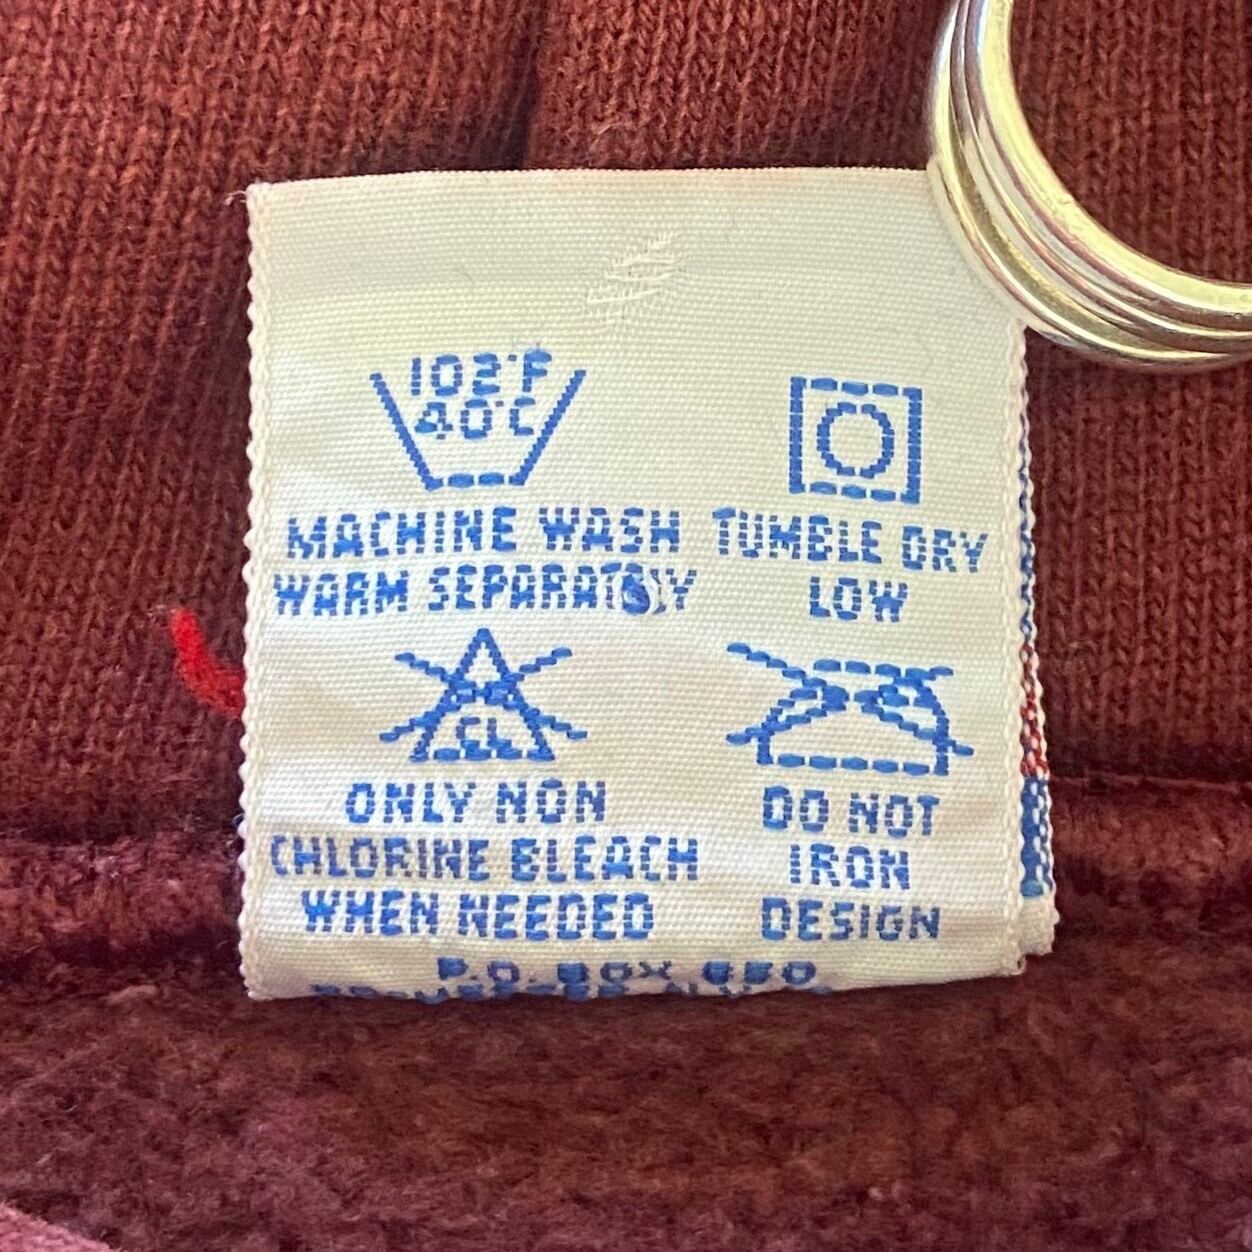 102°F
40°C
MACHINE WASH
WARM SEPARATELY
TUMBLE DRY
LOW
CL
ONLY NON
CHLORINE BLEACH
WHEN NEEDED
DO NOT
IRON
DESIGN
P.O. BOX